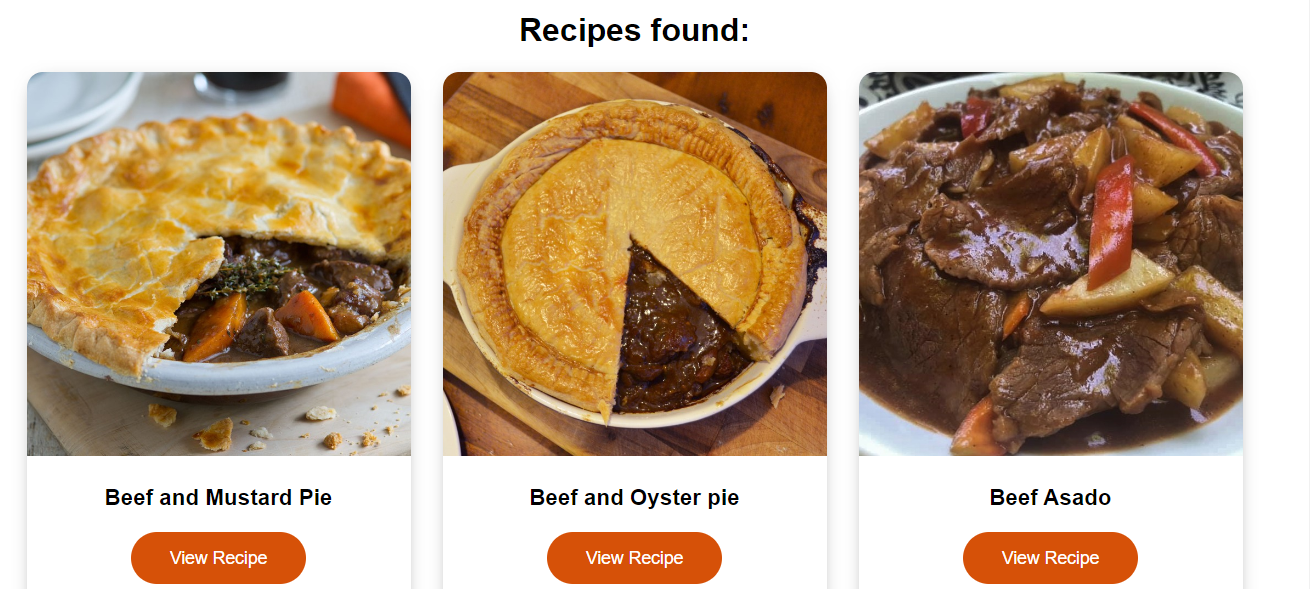 Recipes found:
Beef and Mustard Pie
View Recipe
Beef and Oyster pie
View Recipe
Beef Asado
View Recipe